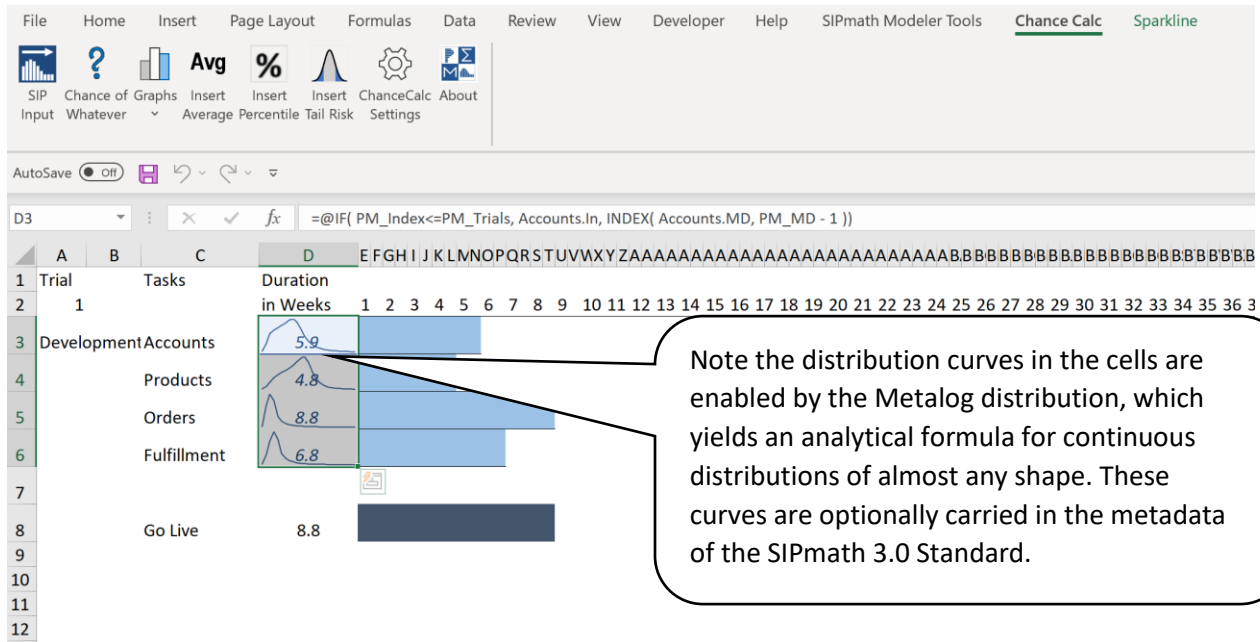 File Home Insert Page Layout Formulas Data Review View Developer Help SIPmath Modeler Tools Chance Calc Sparkline
SIP Input
Chance of Whatever
Graphs
Avg
Insert Average
%
Insert Percentile
Insert Tail Risk
ChanceCalc Settings
About
AutoSave Off
D3 fx =@IF( PM_Index<=PM_Trials, Accounts.In, INDEX( Accounts.MD, PM_MD - 1 ))
A B C D E F G H I J K L M N O P Q R S T U V W X Y Z
1 Trial Tasks Duration
2 1 in Weeks 1 2 3 4 5 6 7 8 9 10 11 12 13 14 15 16 17 18 19 20 21 22 23 24 25 26 27 28 29 30 31 32 33 34 35 36 3
3 Development Accounts 5.9
4 Products 4.8
5 Orders 8.8
6 Fulfillment 6.8
7
8 Go Live 8.8
9
10
11
12
Note the distribution curves in the cells are
enabled by the Metalog distribution, which
yields an analytical formula for continuous
distributions of almost any shape. These
curves are optionally carried in the metadata
of the SIPmath 3.0 Standard.